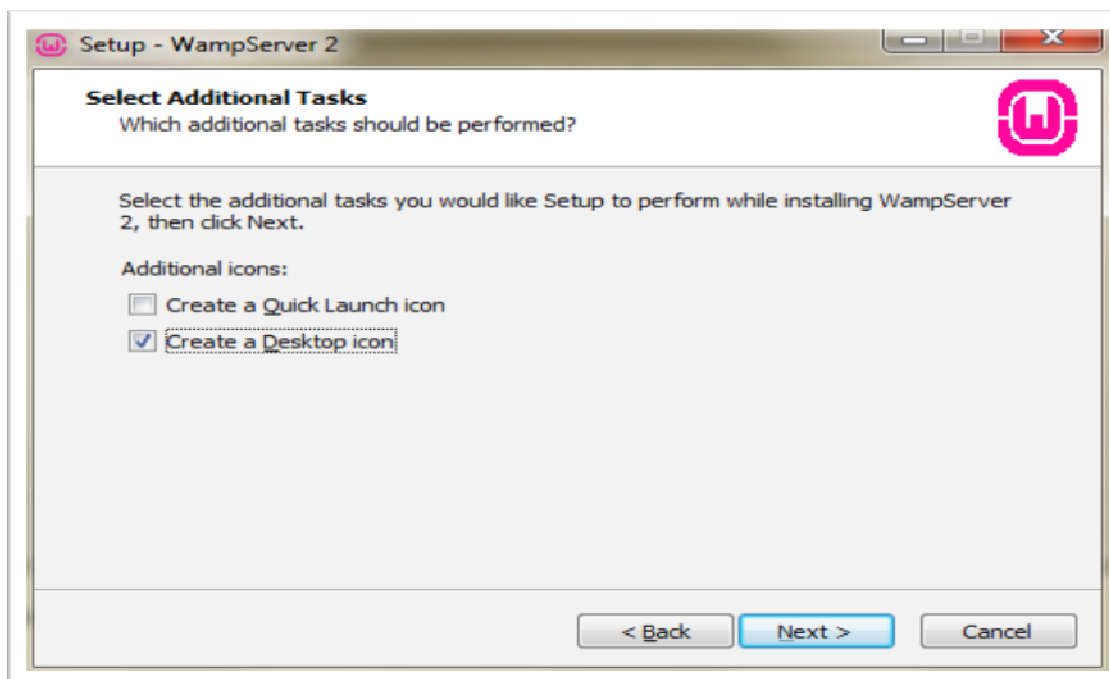 Setup - WampServer 2
Select Additional Tasks
Which additional tasks should be performed?
Select the additional tasks you would like Setup to perform while installing WampServer
2, then click Next.
Additional icons:
Create a Quick Launch icon
Create a Desktop icon
< Back
Next >
Cancel